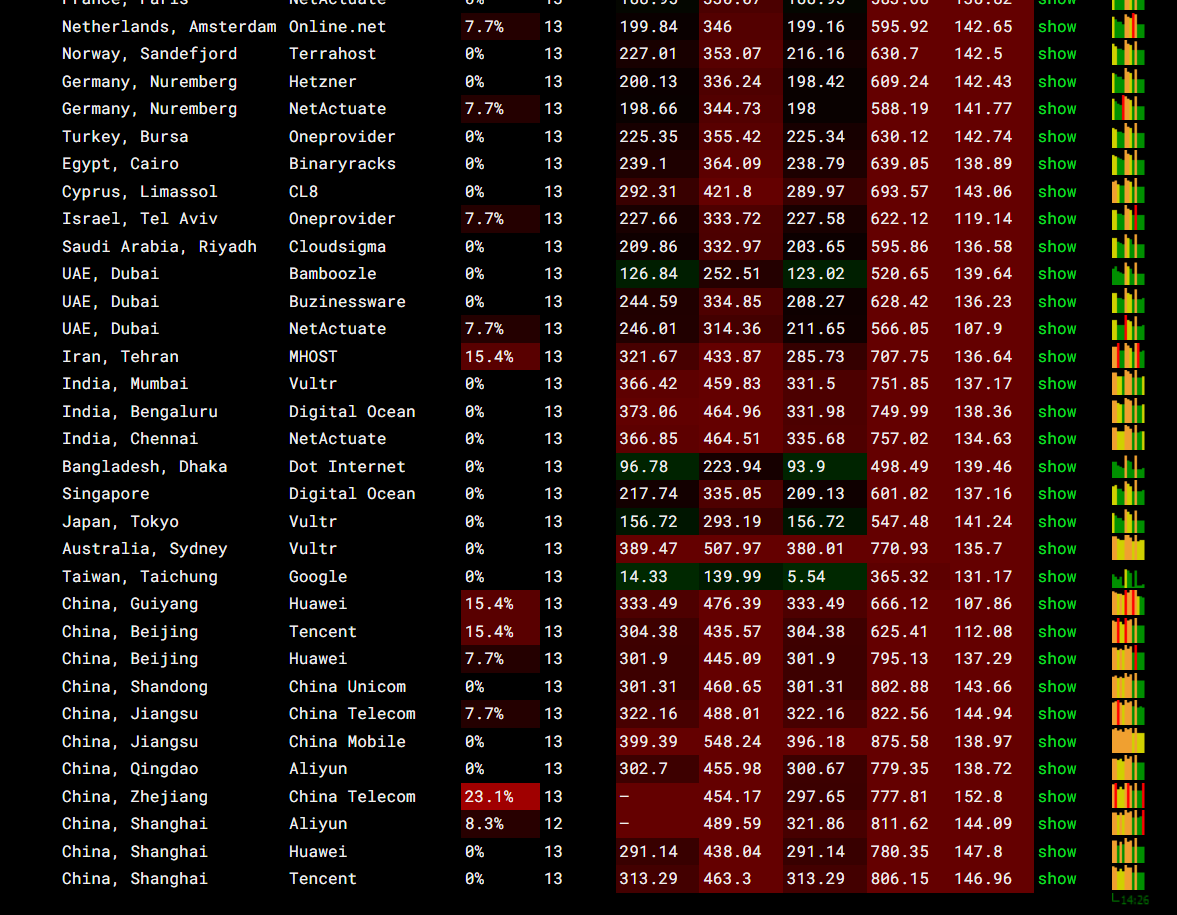 France, Paris NetActuate 0% 13 show
Netherlands, Amsterdam Online.net 7.7% 13 199.84 346 199.16 595.92 142.65 show
Norway, Sandefjord Terrahost 0% 13 227.01 353.07 216.16 630.7 142.5 show
Germany, Nuremberg Hetzner 0% 13 200.13 336.24 198.42 609.24 142.43 show
Germany, Nuremberg NetActuate 7.7% 13 198.66 344.73 198 588.19 141.77 show
Turkey, Bursa Oneprovider 0% 13 225.35 355.42 225.34 630.12 142.74 show
Egypt, Cairo Binaryracks 0% 13 239.1 364.09 238.79 639.05 138.89 show
Cyprus, Limassol CL8 0% 13 292.31 421.8 289.97 693.57 143.06 show
Israel, Tel Aviv Oneprovider 7.7% 13 227.66 333.72 227.58 622.12 119.14 show
Saudi Arabia, Riyadh Cloudsigma 0% 13 209.86 332.97 203.65 595.86 136.58 show
UAE, Dubai Bamboozle 0% 13 126.84 252.51 123.02 520.65 139.64 show
UAE, Dubai Buzinessware 0% 13 244.59 334.85 208.27 628.42 136.23 show
UAE, Dubai NetActuate 7.7% 13 246.01 314.36 211.65 566.05 107.9 show
Iran, Tehran MHOST 15.4% 13 321.67 433.87 285.73 707.75 136.64 show
India, Mumbai Vultr 0% 13 366.42 459.83 331.5 751.85 137.17 show
India, Bengaluru Digital Ocean 0% 13 373.06 464.96 331.98 749.99 138.36 show
India, Chennai NetActuate 0% 13 366.85 464.51 335.68 757.02 134.63 show
Bangladesh, Dhaka Dot Internet 0% 13 96.78 223.94 93.9 498.49 139.46 show
Singapore Digital Ocean 0% 13 217.74 335.05 209.13 601.02 137.16 show
Japan, Tokyo Vultr 0% 13 156.72 293.19 156.72 547.48 141.24 show
Australia, Sydney Vultr 0% 13 389.47 507.97 380.01 770.93 135.7 show
Taiwan, Taichung Google 0% 13 14.33 139.99 5.54 365.32 131.17 show
China, Guiyang Huawei 15.4% 13 333.49 476.39 333.49 666.12 107.86 show
China, Beijing Tencent 15.4% 13 304.38 435.57 304.38 625.41 112.08 show
China, Beijing Huawei 7.7% 13 301.9 445.09 301.9 795.13 137.29 show
China, Shandong China Unicom 0% 13 301.31 460.65 301.31 802.88 143.66 show
China, Jiangsu China Telecom 7.7% 13 322.16 488.01 322.16 822.56 144.94 show
China, Jiangsu China Mobile 0% 13 399.39 548.24 396.18 875.58 138.97 show
China, Qingdao Aliyun 0% 13 302.7 455.98 300.67 779.35 138.72 show
China, Zhejiang China Telecom 23.1% 13 – 454.17 297.65 777.81 152.8 show
China, Shanghai Aliyun 8.3% 12 – 489.59 321.86 811.62 144.09 show
China, Shanghai Huawei 0% 13 291.14 438.04 291.14 780.35 147.8 show
China, Shanghai Tencent 0% 13 313.29 463.3 313.29 806.15 146.96 show
14:26